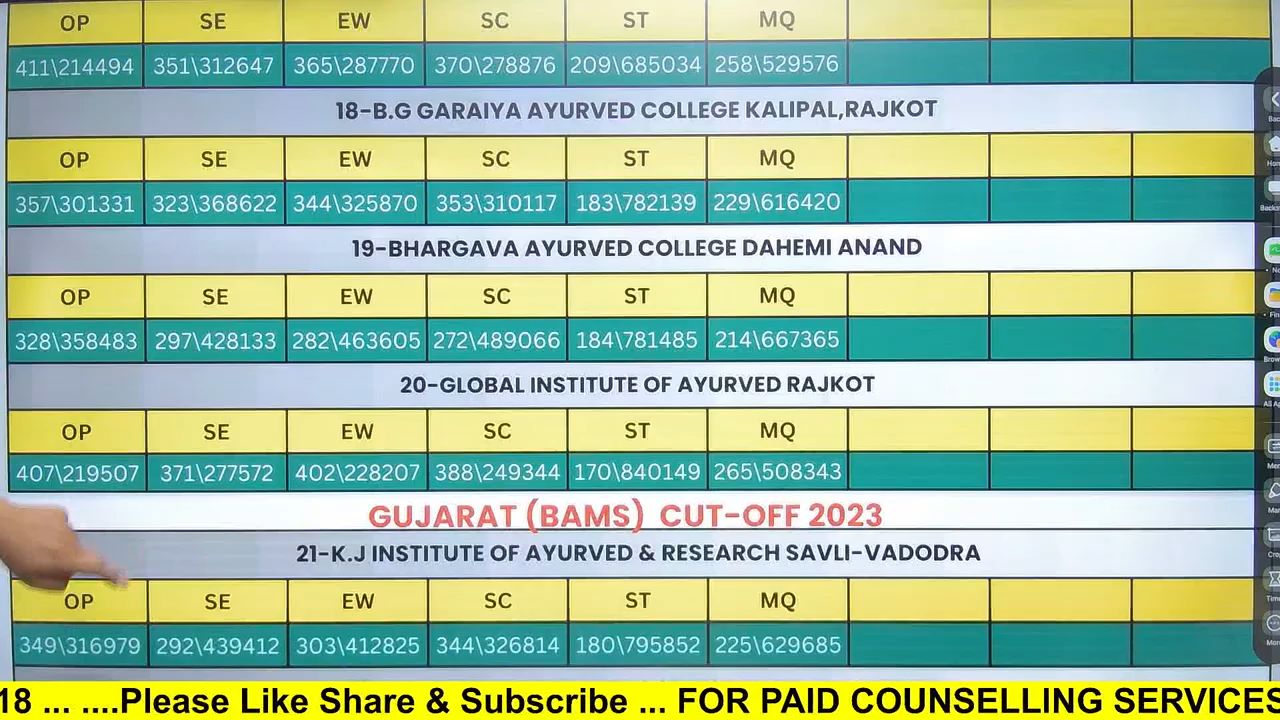 OP SE EW SC ST MQ
411\214494 351\312647 365\287770 370\278876 209\685034 258\529576
18-B.G GARAIYA AYURVED COLLEGE KALIPAL,RAJKOT
OP SE EW SC ST MQ
357\301331 323\368622 344\325870 353\310117 183\782139 229\616420
19-BHARGAVA AYURVED COLLEGE DAHEMI ANAND
OP SE EW SC ST MQ
328\358483 297\428133 282\463605 272\489066 184\781485 214\667365
20-GLOBAL INSTITUTE OF AYURVED RAJKOT
OP SE EW SC ST MQ
407\219507 371\277572 402\228207 388\249344 170\840149 265\508343
GUJARAT (BAMS) CUT-OFF 2023
21-K.J INSTITUTE OF AYURVED & RESEARCH SAVLI-VADODRA
OP SE EW SC ST MQ
349\316979 292\439412 303\412825 344\326814 180\795852 225\629685
18 ... ....Please Like Share & Subscribe ... FOR PAID COUNSELLING SERVICES